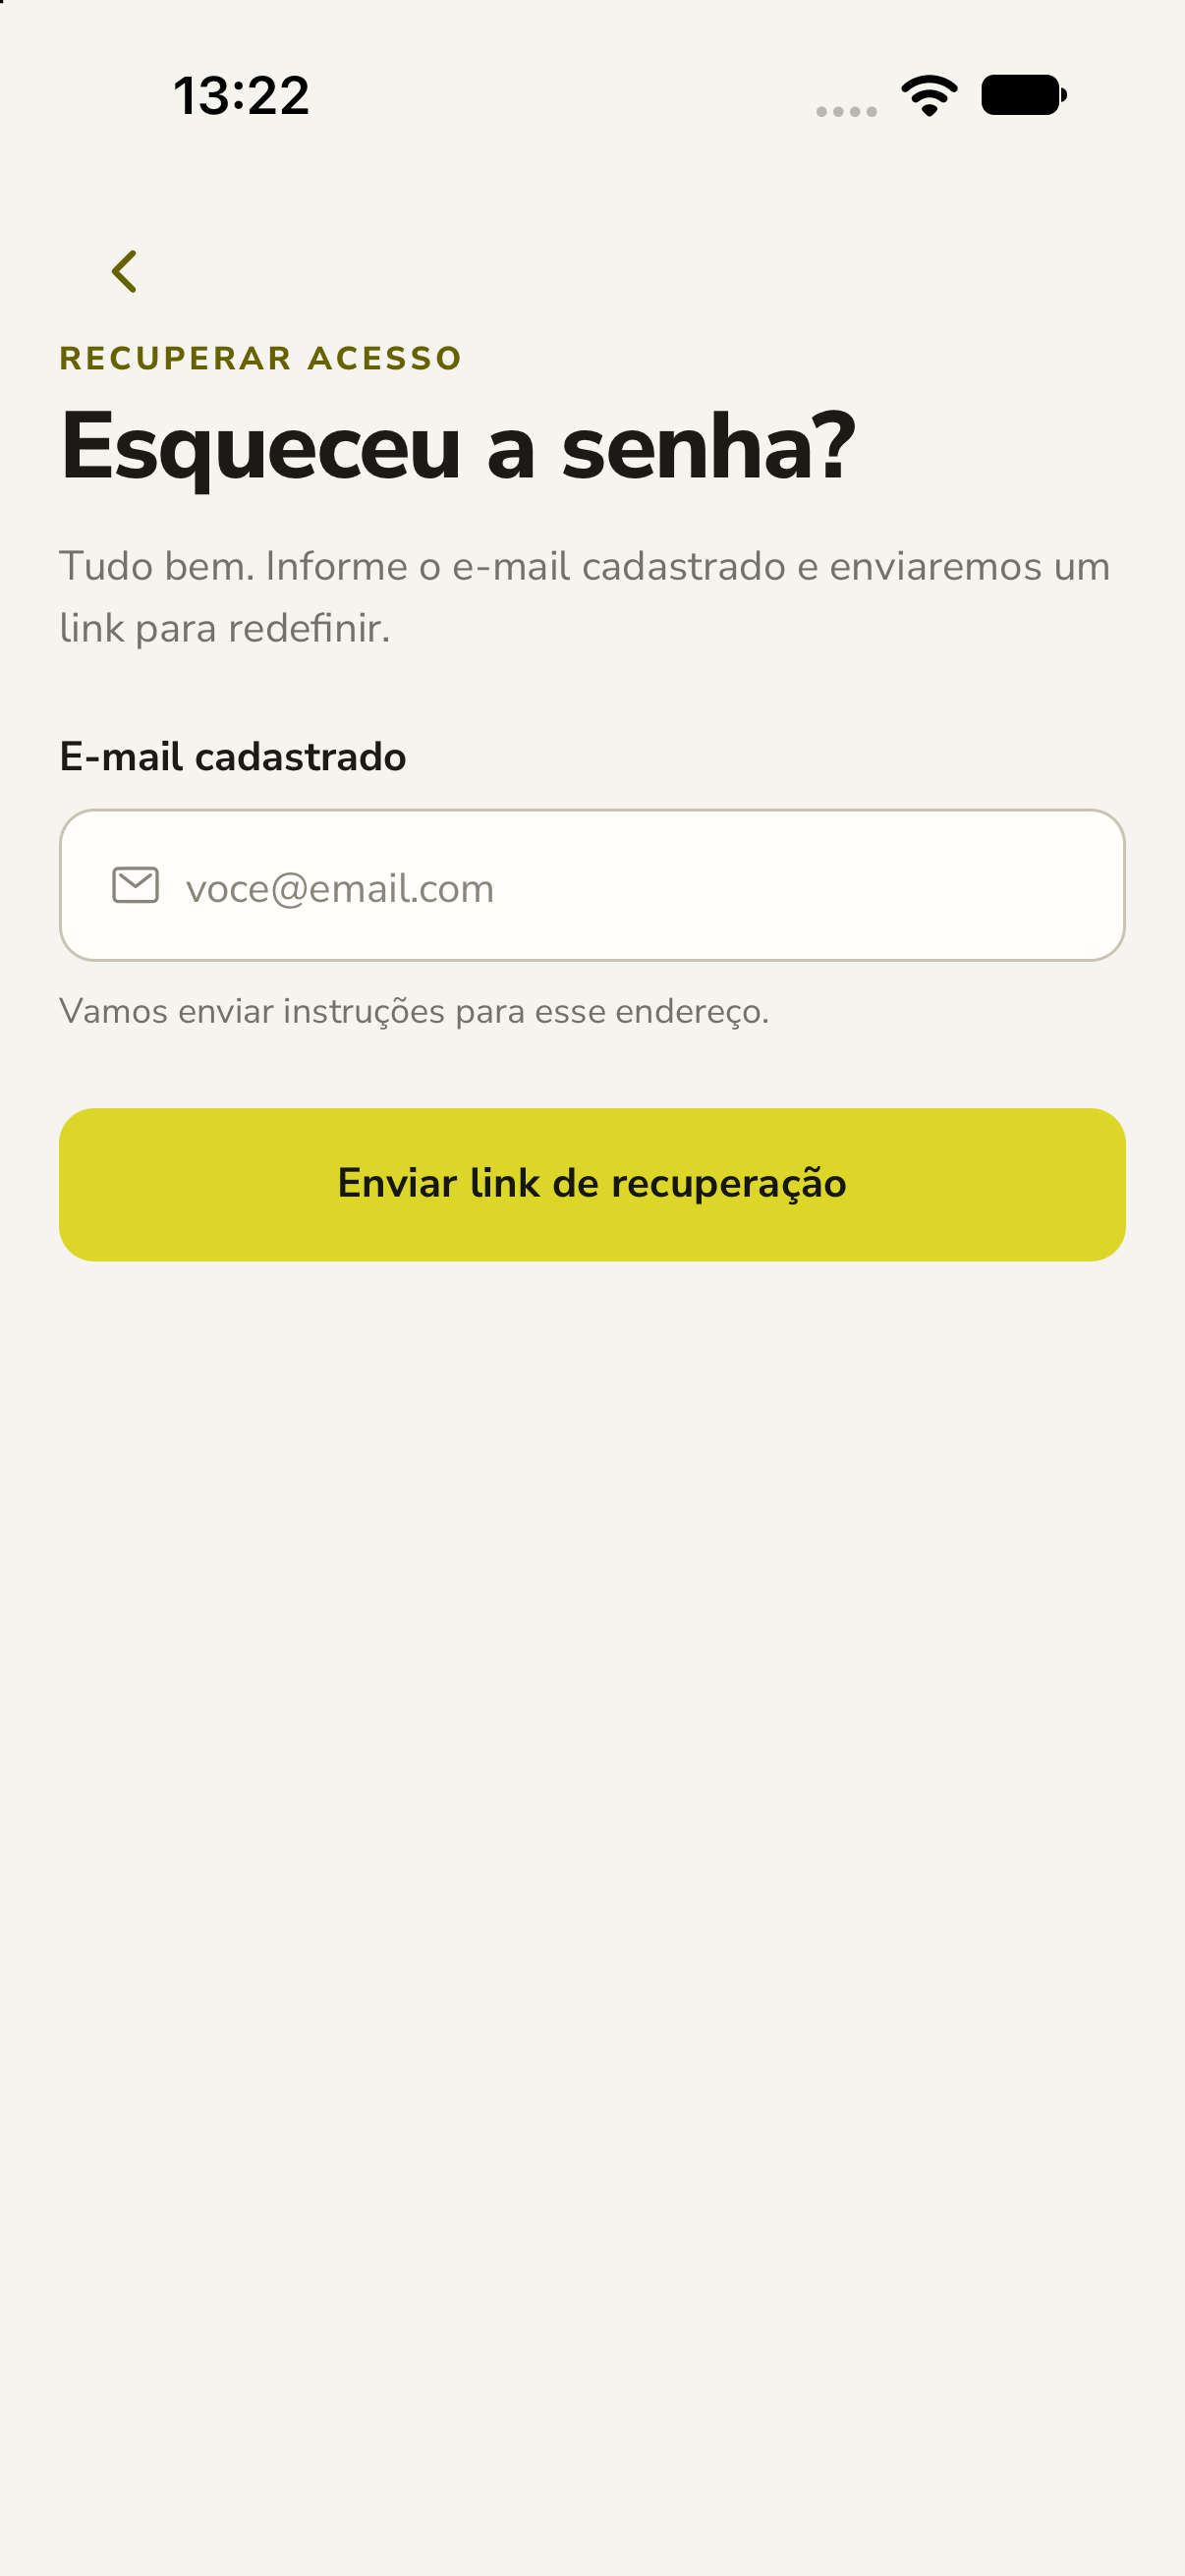 13:22
RECUPERAR ACESSO
Esqueceu a senha?
Tudo bem. Informe o e-mail cadastrado e enviaremos um
link para redefinir.
E-mail cadastrado
voce@email.com
Vamos enviar instruções para esse endereço.
Enviar link de recuperação